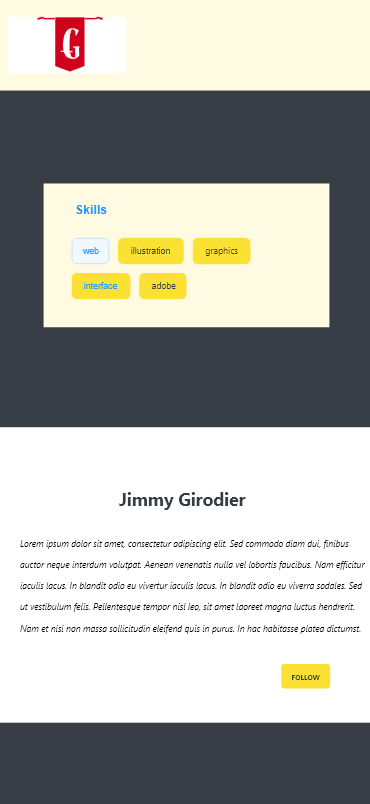 G
Skills
web illustration graphics
interface adobe
Jimmy Girodier
Lorem ipsum dolor sit amet, consectetur adipiscing elit. Sed commodo diam dui, finibus
auctor neque interdum volutpat. Aenean venenatis nulla vel lobortis faucibus. Nam efficitur
iaculis lacus. In blandit odio eu vivertur iaculis lacus. In blandit odio eu viverra sodales. Sed
ut vestibulum felis. Pellentesque tempor nisl leo, sit amet laoreet magna luctus hendrerit.
Nam et nisi non massa sollicitudin eleifend quis in purus. In hac habitasse platea dictumst.
FOLLOW